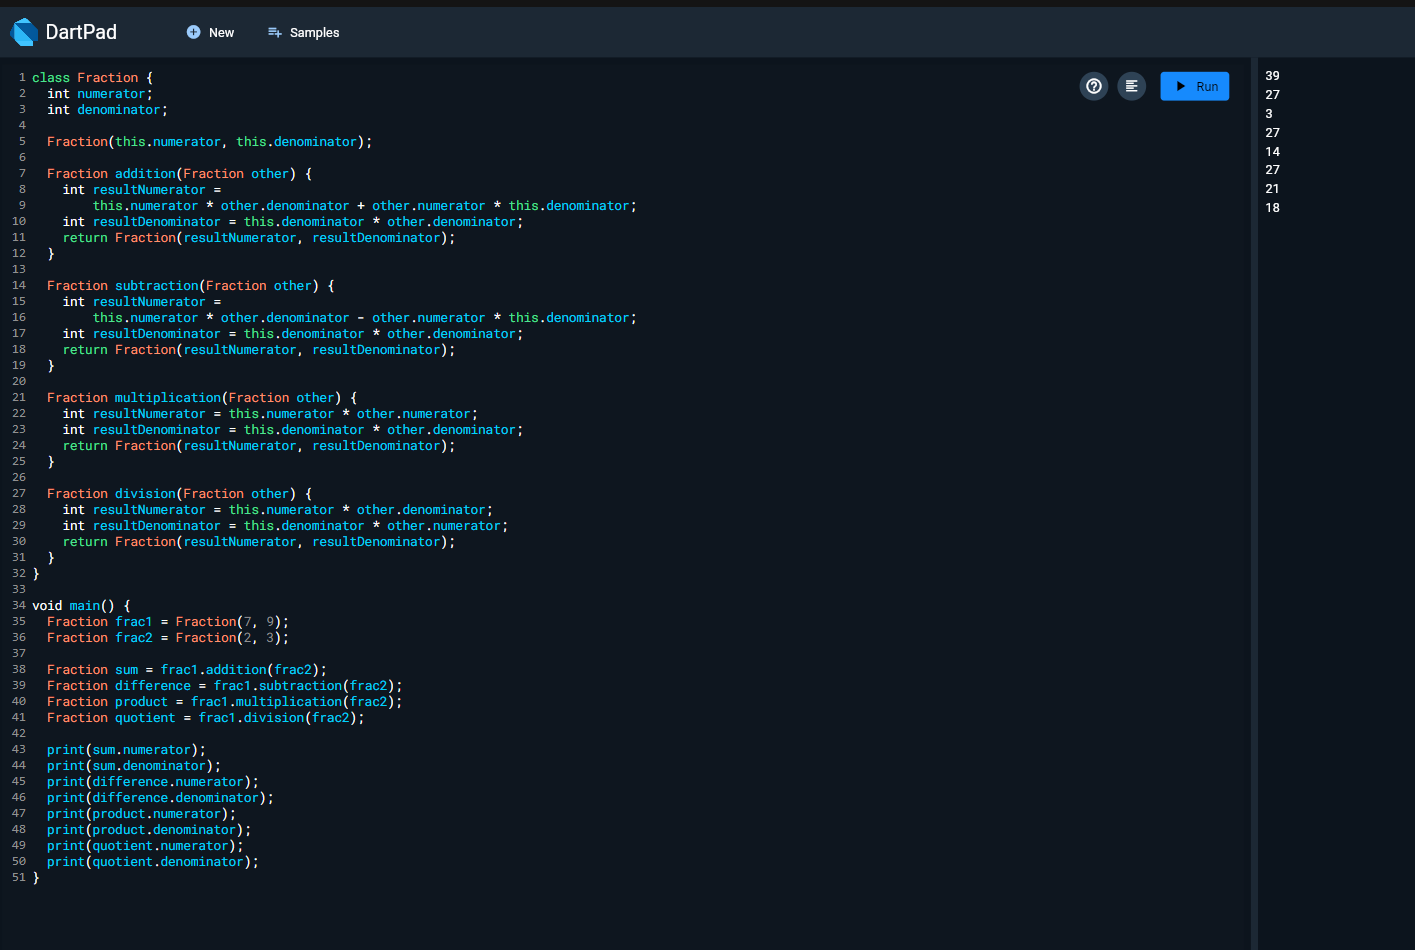 DartPad
New
Samples
1 class Fraction {
2   int numerator;
3   int denominator;
4
5   Fraction(this.numerator, this.denominator);
6
7   Fraction addition(Fraction other) {
8     int resultNumerator =
9         this.numerator * other.denominator + other.numerator * this.denominator;
10     int resultDenominator = this.denominator * other.denominator;
11     return Fraction(resultNumerator, resultDenominator);
12   }
13
14   Fraction subtraction(Fraction other) {
15     int resultNumerator =
16         this.numerator * other.denominator - other.numerator * this.denominator;
17     int resultDenominator = this.denominator * other.denominator;
18     return Fraction(resultNumerator, resultDenominator);
19   }
20
21   Fraction multiplication(Fraction other) {
22     int resultNumerator = this.numerator * other.numerator;
23     int resultDenominator = this.denominator * other.denominator;
24     return Fraction(resultNumerator, resultDenominator);
25   }
26
27   Fraction division(Fraction other) {
28     int resultNumerator = this.numerator * other.denominator;
29     int resultDenominator = this.denominator * other.numerator;
30     return Fraction(resultNumerator, resultDenominator);
31   }
32 }
33
34 void main() {
35   Fraction frac1 = Fraction(7, 9);
36   Fraction frac2 = Fraction(2, 3);
37
38   Fraction sum = frac1.addition(frac2);
39   Fraction difference = frac1.subtraction(frac2);
40   Fraction product = frac1.multiplication(frac2);
41   Fraction quotient = frac1.division(frac2);
42
43   print(sum.numerator);
44   print(sum.denominator);
45   print(difference.numerator);
46   print(difference.denominator);
47   print(product.numerator);
48   print(product.denominator);
49   print(quotient.numerator);
50   print(quotient.denominator);
51 }
Run
39
27
3
27
14
27
21
18